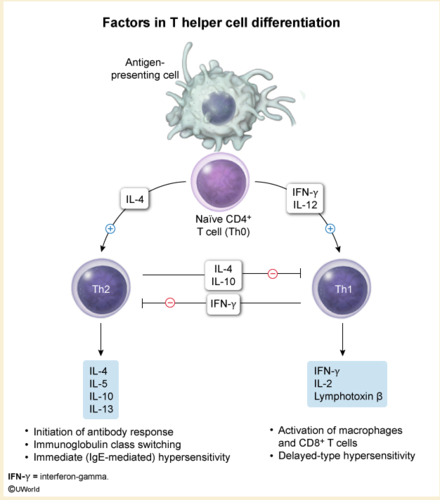 Factors in T helper cell differentiation
Antigen-
presenting cell
IL-4
IFN-γ
IL-12
Naïve CD4⁺
T cell (Th0)
Th2
IL-4
IL-10
IFN-γ
Th1
IL-4
IL-5
IL-10
IL-13
IFN-γ
IL-2
Lymphotoxin β
• Initiation of antibody response
• Immunoglobulin class switching
• Immediate (IgE-mediated) hypersensitivity
• Activation of macrophages
and CD8⁺ T cells
• Delayed-type hypersensitivity
IFN-γ = interferon-gamma.
©UWorld